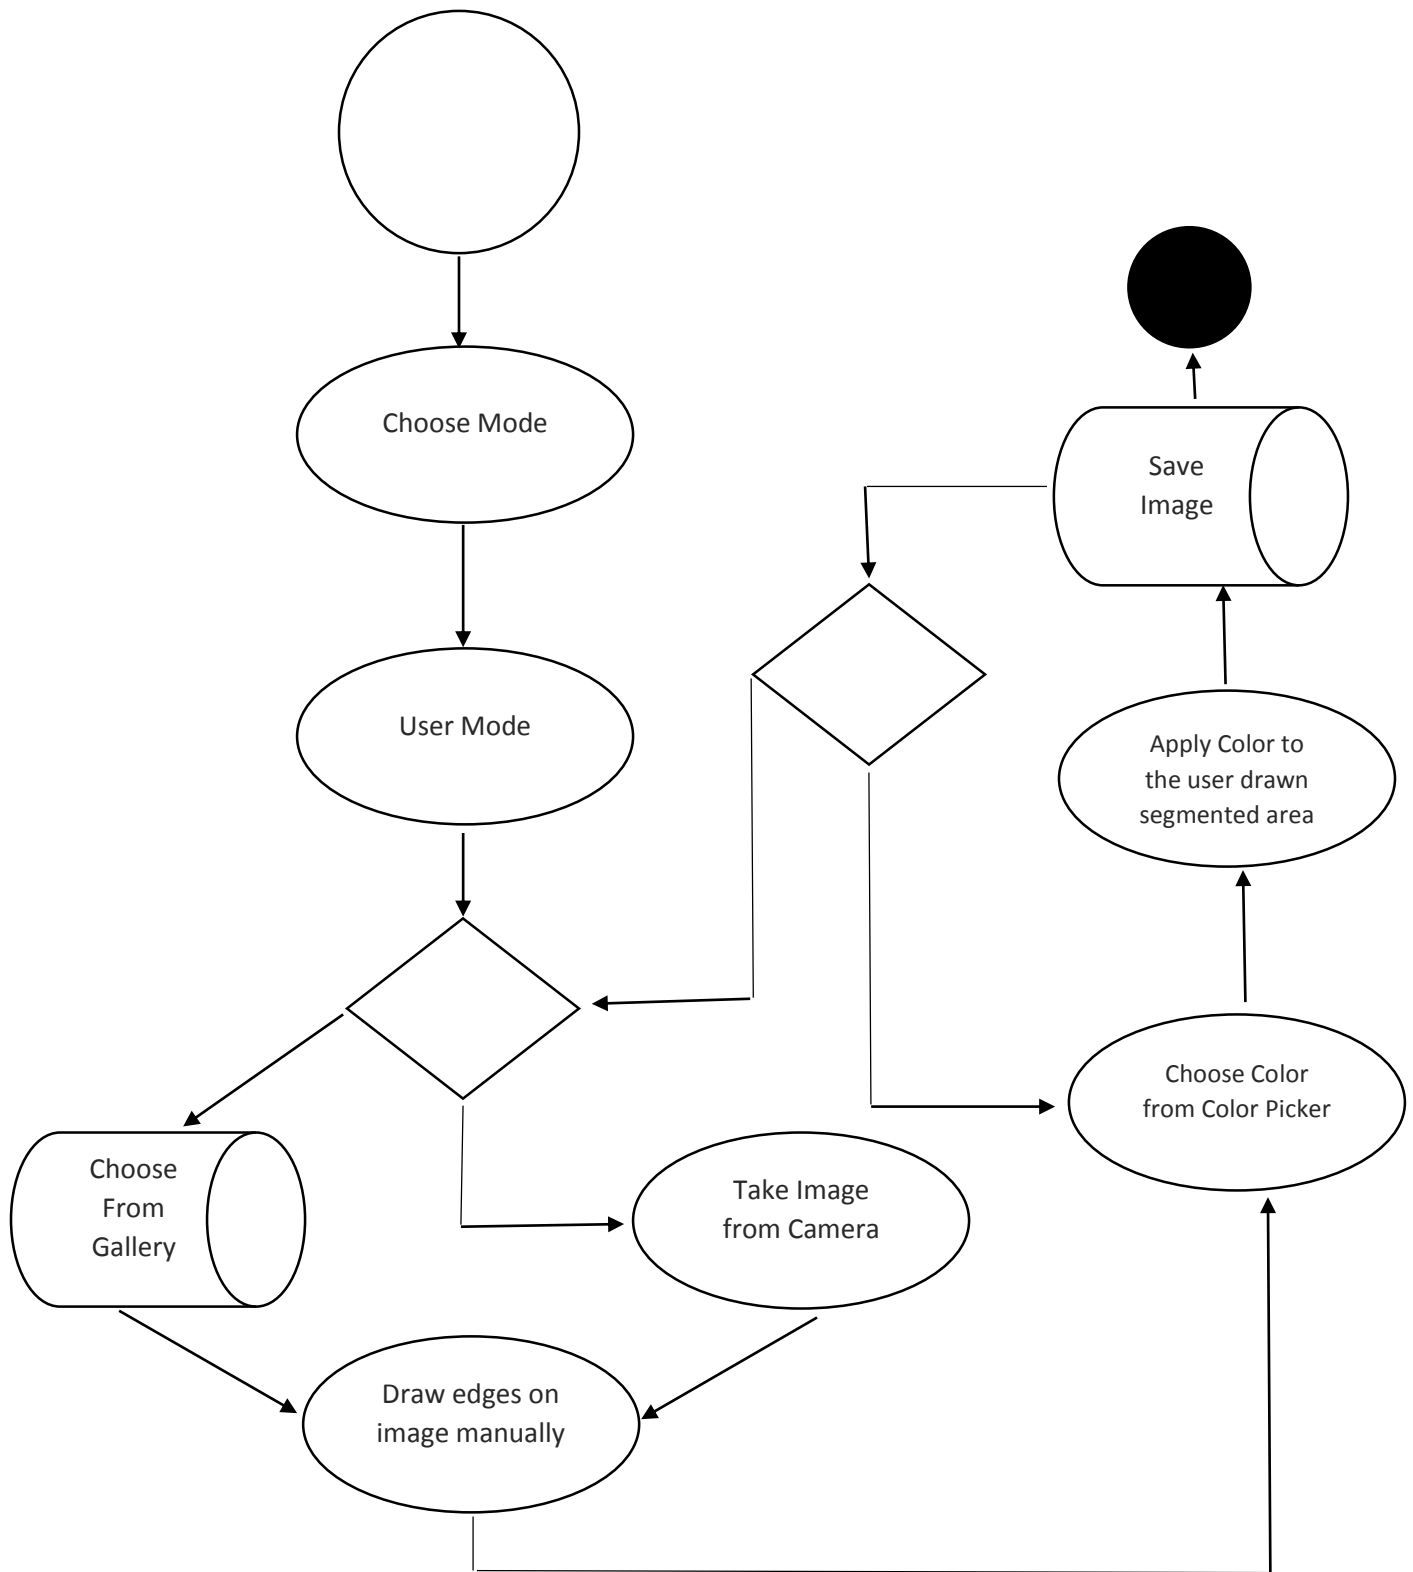 Choose Mode
User Mode
Choose
From
Gallery
Take Image
from Camera
Draw edges on
image manually
Choose Color
from Color Picker
Apply Color to
the user drawn
segmented area
Save
Image